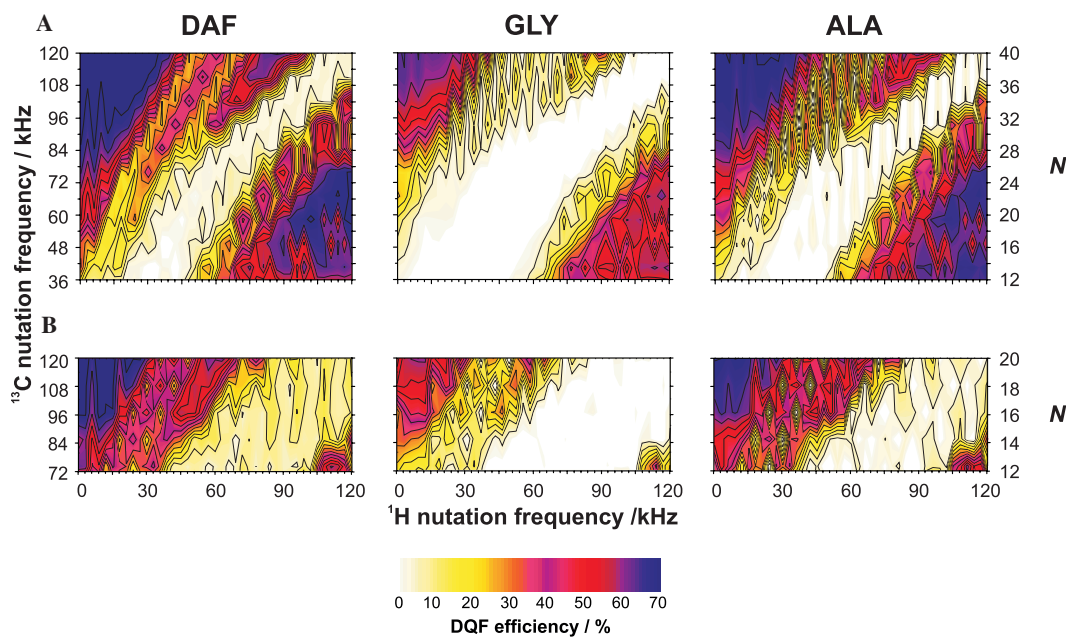 A
DAF GLY ALA
13C nutation frequency / kHz
120 40
108 36
96 32
84 28
72 24
60 20
48 16
36 12
N
B
120 20
108 18
96 16
84 14
72 12
N
0 30 60 90 120 0 30 60 90 120 0 30 60 90 120
1H nutation frequency /kHz
0 10 20 30 40 50 60 70
DQF efficiency / %